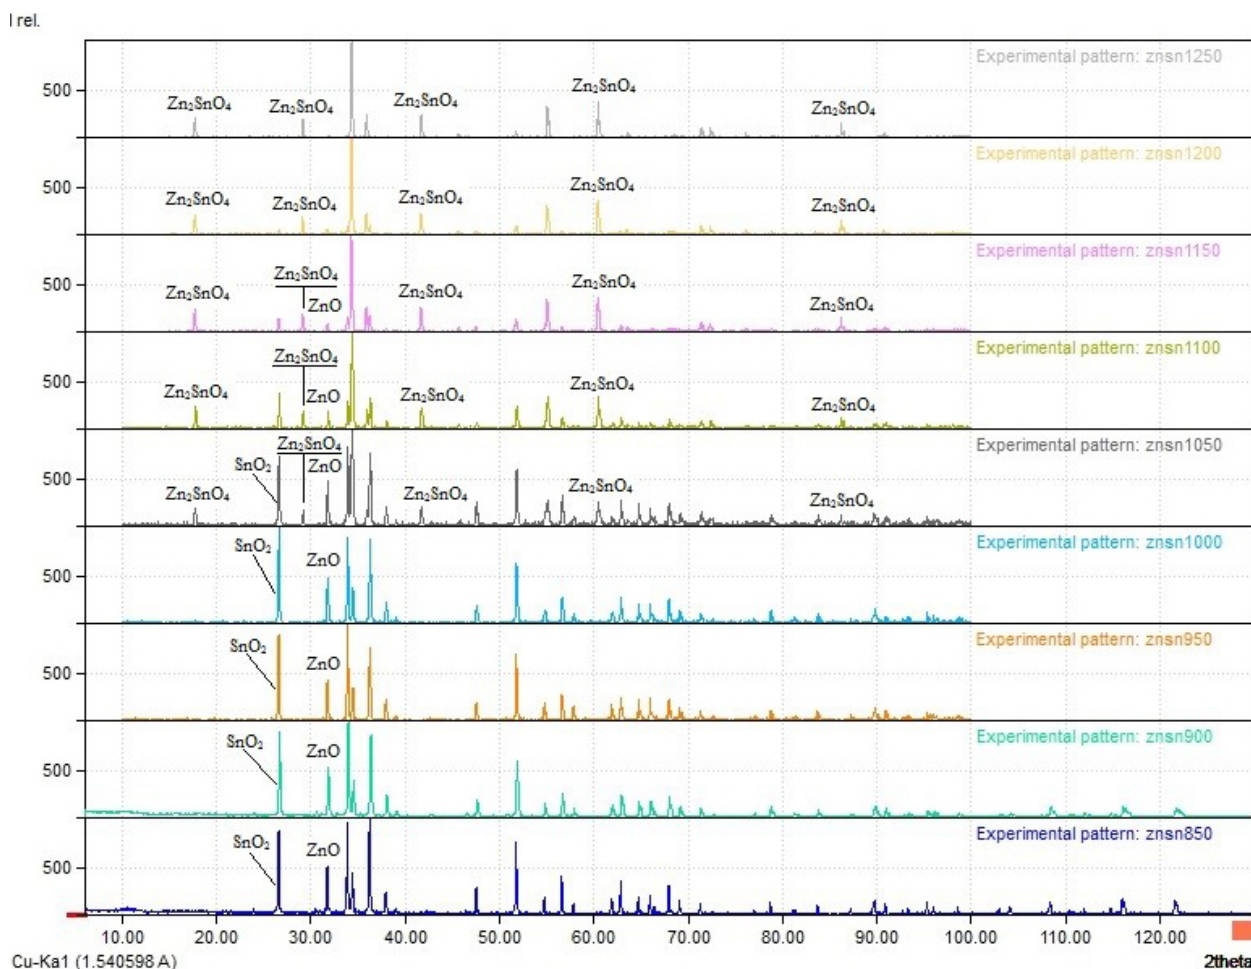 I rel.
Experimental pattern: znsn1250
500
Zn₂SnO₄ Zn₂SnO₄ Zn₂SnO₄ Zn₂SnO₄ Zn₂SnO₄
Experimental pattern: znsn1200
500
Zn₂SnO₄ Zn₂SnO₄ Zn₂SnO₄ Zn₂SnO₄ Zn₂SnO₄
Experimental pattern: znsn1150
500
Zn₂SnO₄ Zn₂SnO₄ ZnO Zn₂SnO₄ Zn₂SnO₄ Zn₂SnO₄
Experimental pattern: znsn1100
500
Zn₂SnO₄ Zn₂SnO₄ ZnO Zn₂SnO₄ Zn₂SnO₄ Zn₂SnO₄
Experimental pattern: znsn1050
500
Zn₂SnO₄ SnO₂ Zn₂SnO₄ ZnO Zn₂SnO₄ Zn₂SnO₄ Zn₂SnO₄
Experimental pattern: znsn1000
500
SnO₂ ZnO
Experimental pattern: znsn950
500
SnO₂ ZnO
Experimental pattern: znsn900
500
SnO₂ ZnO
Experimental pattern: znsn850
500
SnO₂ ZnO
10.00 20.00 30.00 40.00 50.00 60.00 70.00 80.00 90.00 100.00 110.00 120.00
Cu-Ka1 (1.540598 A) 2theta